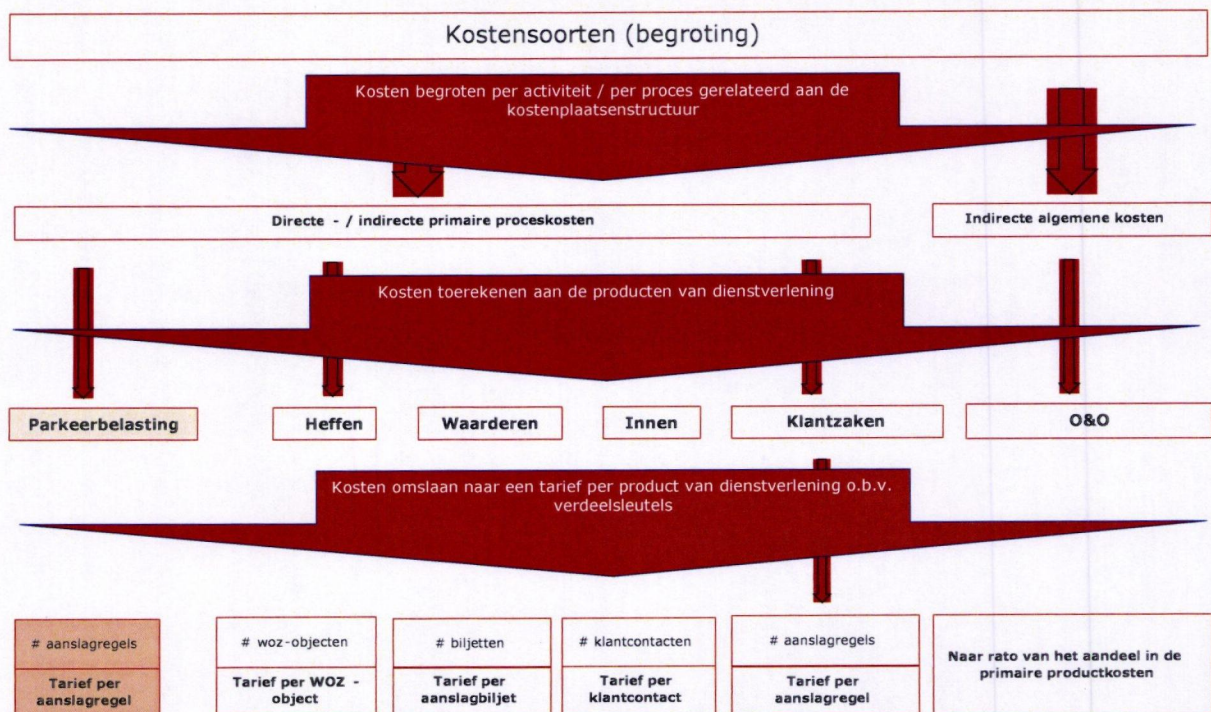 Kostensoorten (begroting)
Kosten begroten per activiteit / per proces gerelateerd aan de
kostenplaatsenstructuur
Directe - / indirecte primaire proceskosten
Indirecte algemene kosten
Kosten toerekenen aan de producten van dienstverlening
Parkeerbelasting
Heffen
Waarderen
Innen
Klantzaken
O&O
Kosten omslaan naar een tarief per product van dienstverlening o.b.v.
verdeelsleutels
# aanslagregels
Tarief per
aanslagregel
# woz-objecten
Tarief per WOZ -
object
# biljetten
Tarief per
aanslagbiljet
# klantcontacten
Tarief per
klantcontact
# aanslagregels
Tarief per
aanslagregel
Naar rato van het aandeel in de
primaire productkosten